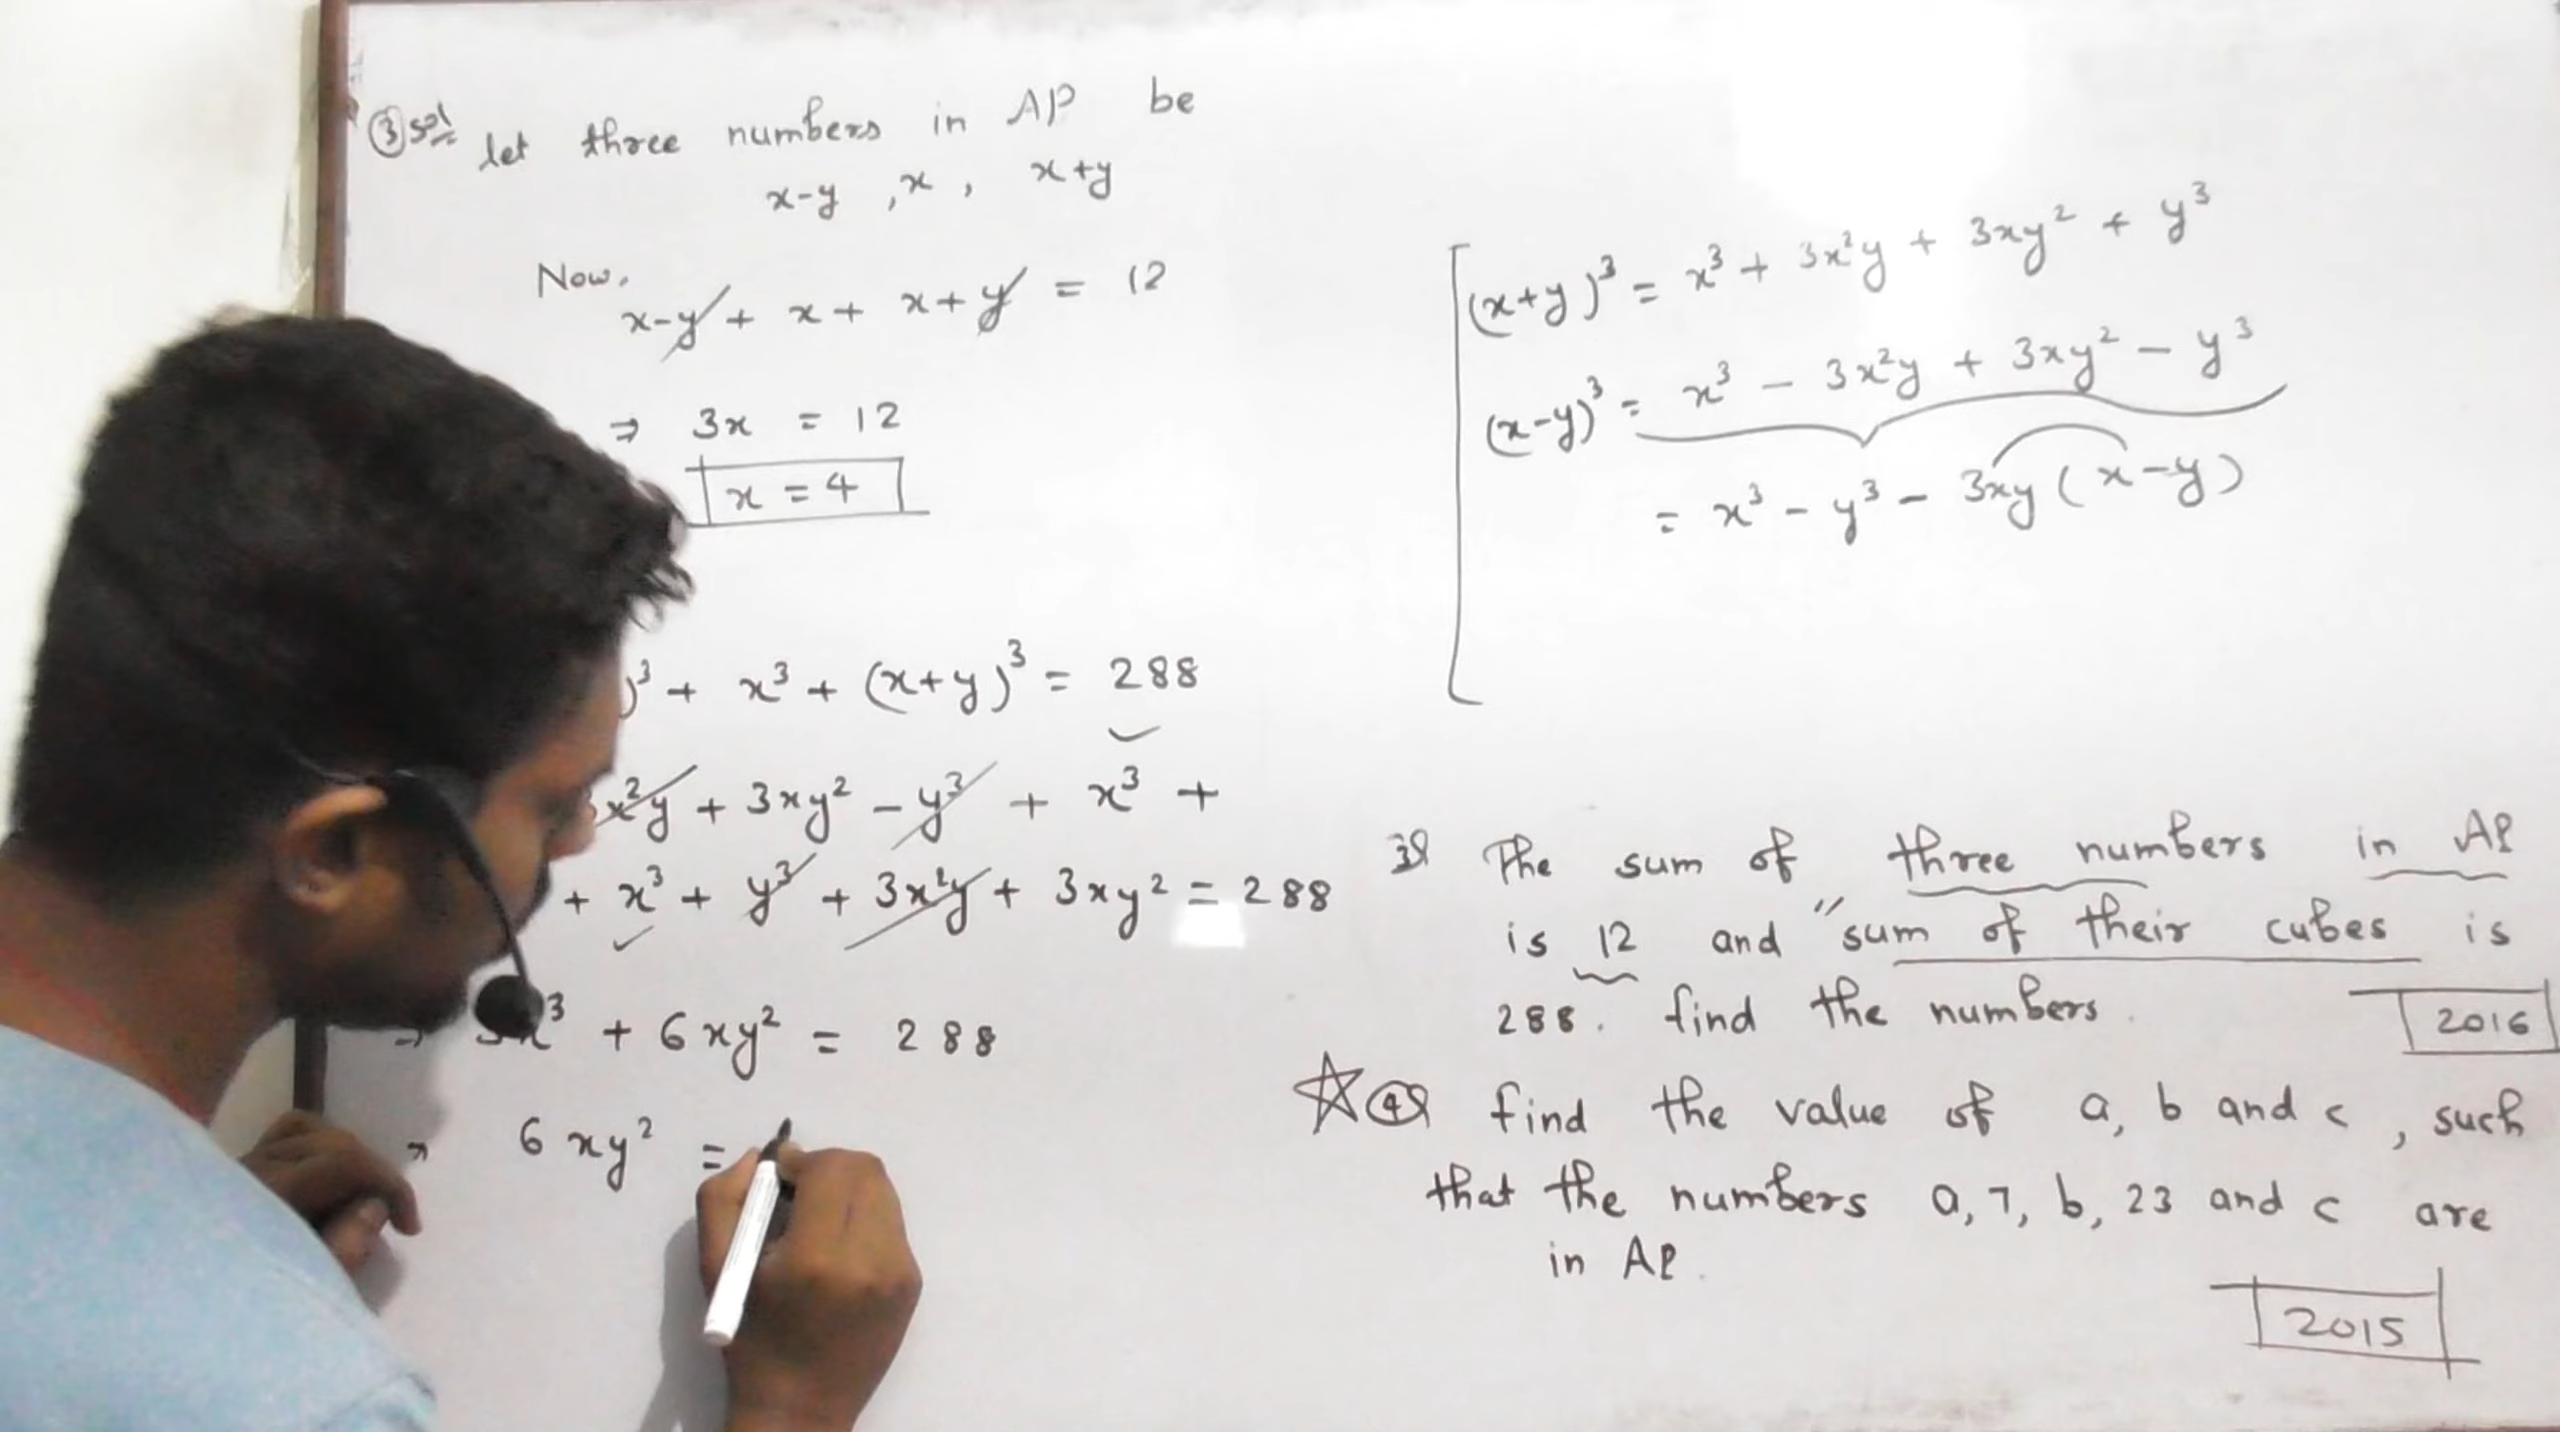 ③ sol let three numbers in AP be
x-y , x , x+y
Now,
x-y + x + x+y = 12
⇒ 3x = 12
x = 4
)³ + x³ + (x+y)³ = 288
x²y + 3xy² - y³ + x³ +
+ x³ + y³ + 3x²y + 3xy² = 288
x³ + 6xy² = 288
6xy² =
(x+y)³ = x³ + 3x²y + 3xy² + y³
(x-y)³ = x³ - 3x²y + 3xy² - y³
= x³ - y³ - 3xy(x-y)
3Q The sum of three numbers in AP
is 12 and "sum of their cubes is
288. find the numbers.
2016
④Q find the value of a, b and c, such
that the numbers a, 7, b, 23 and c are
in AP.
2015